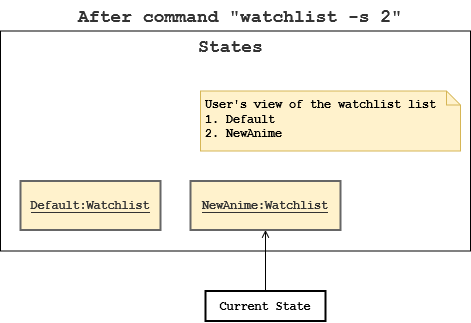 After command "watchlist -s 2"
States
User's view of the watchlist list
1. Default
2. NewAnime
Default:Watchlist
NewAnime:Watchlist
Current State